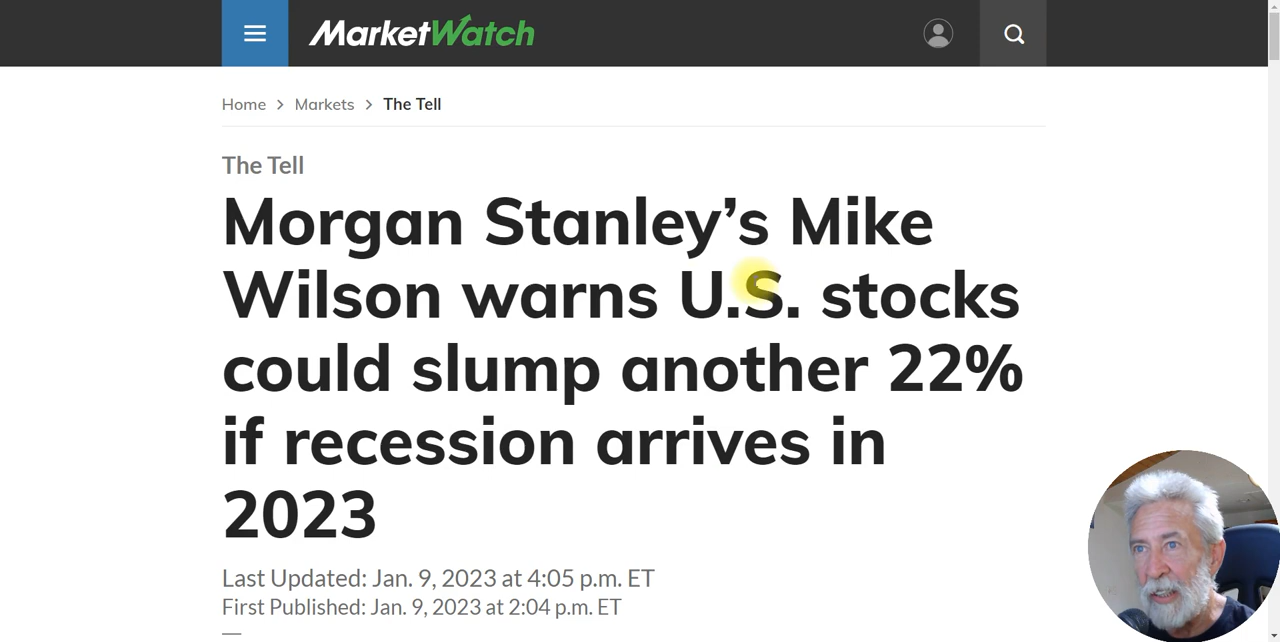 MarketWatch
Home > Markets > The Tell
The Tell
Morgan Stanley’s Mike
Wilson warns U.S. stocks
could slump another 22%
if recession arrives in
2023
Last Updated: Jan. 9, 2023 at 4:05 p.m. ET
First Published: Jan. 9, 2023 at 2:04 p.m. ET